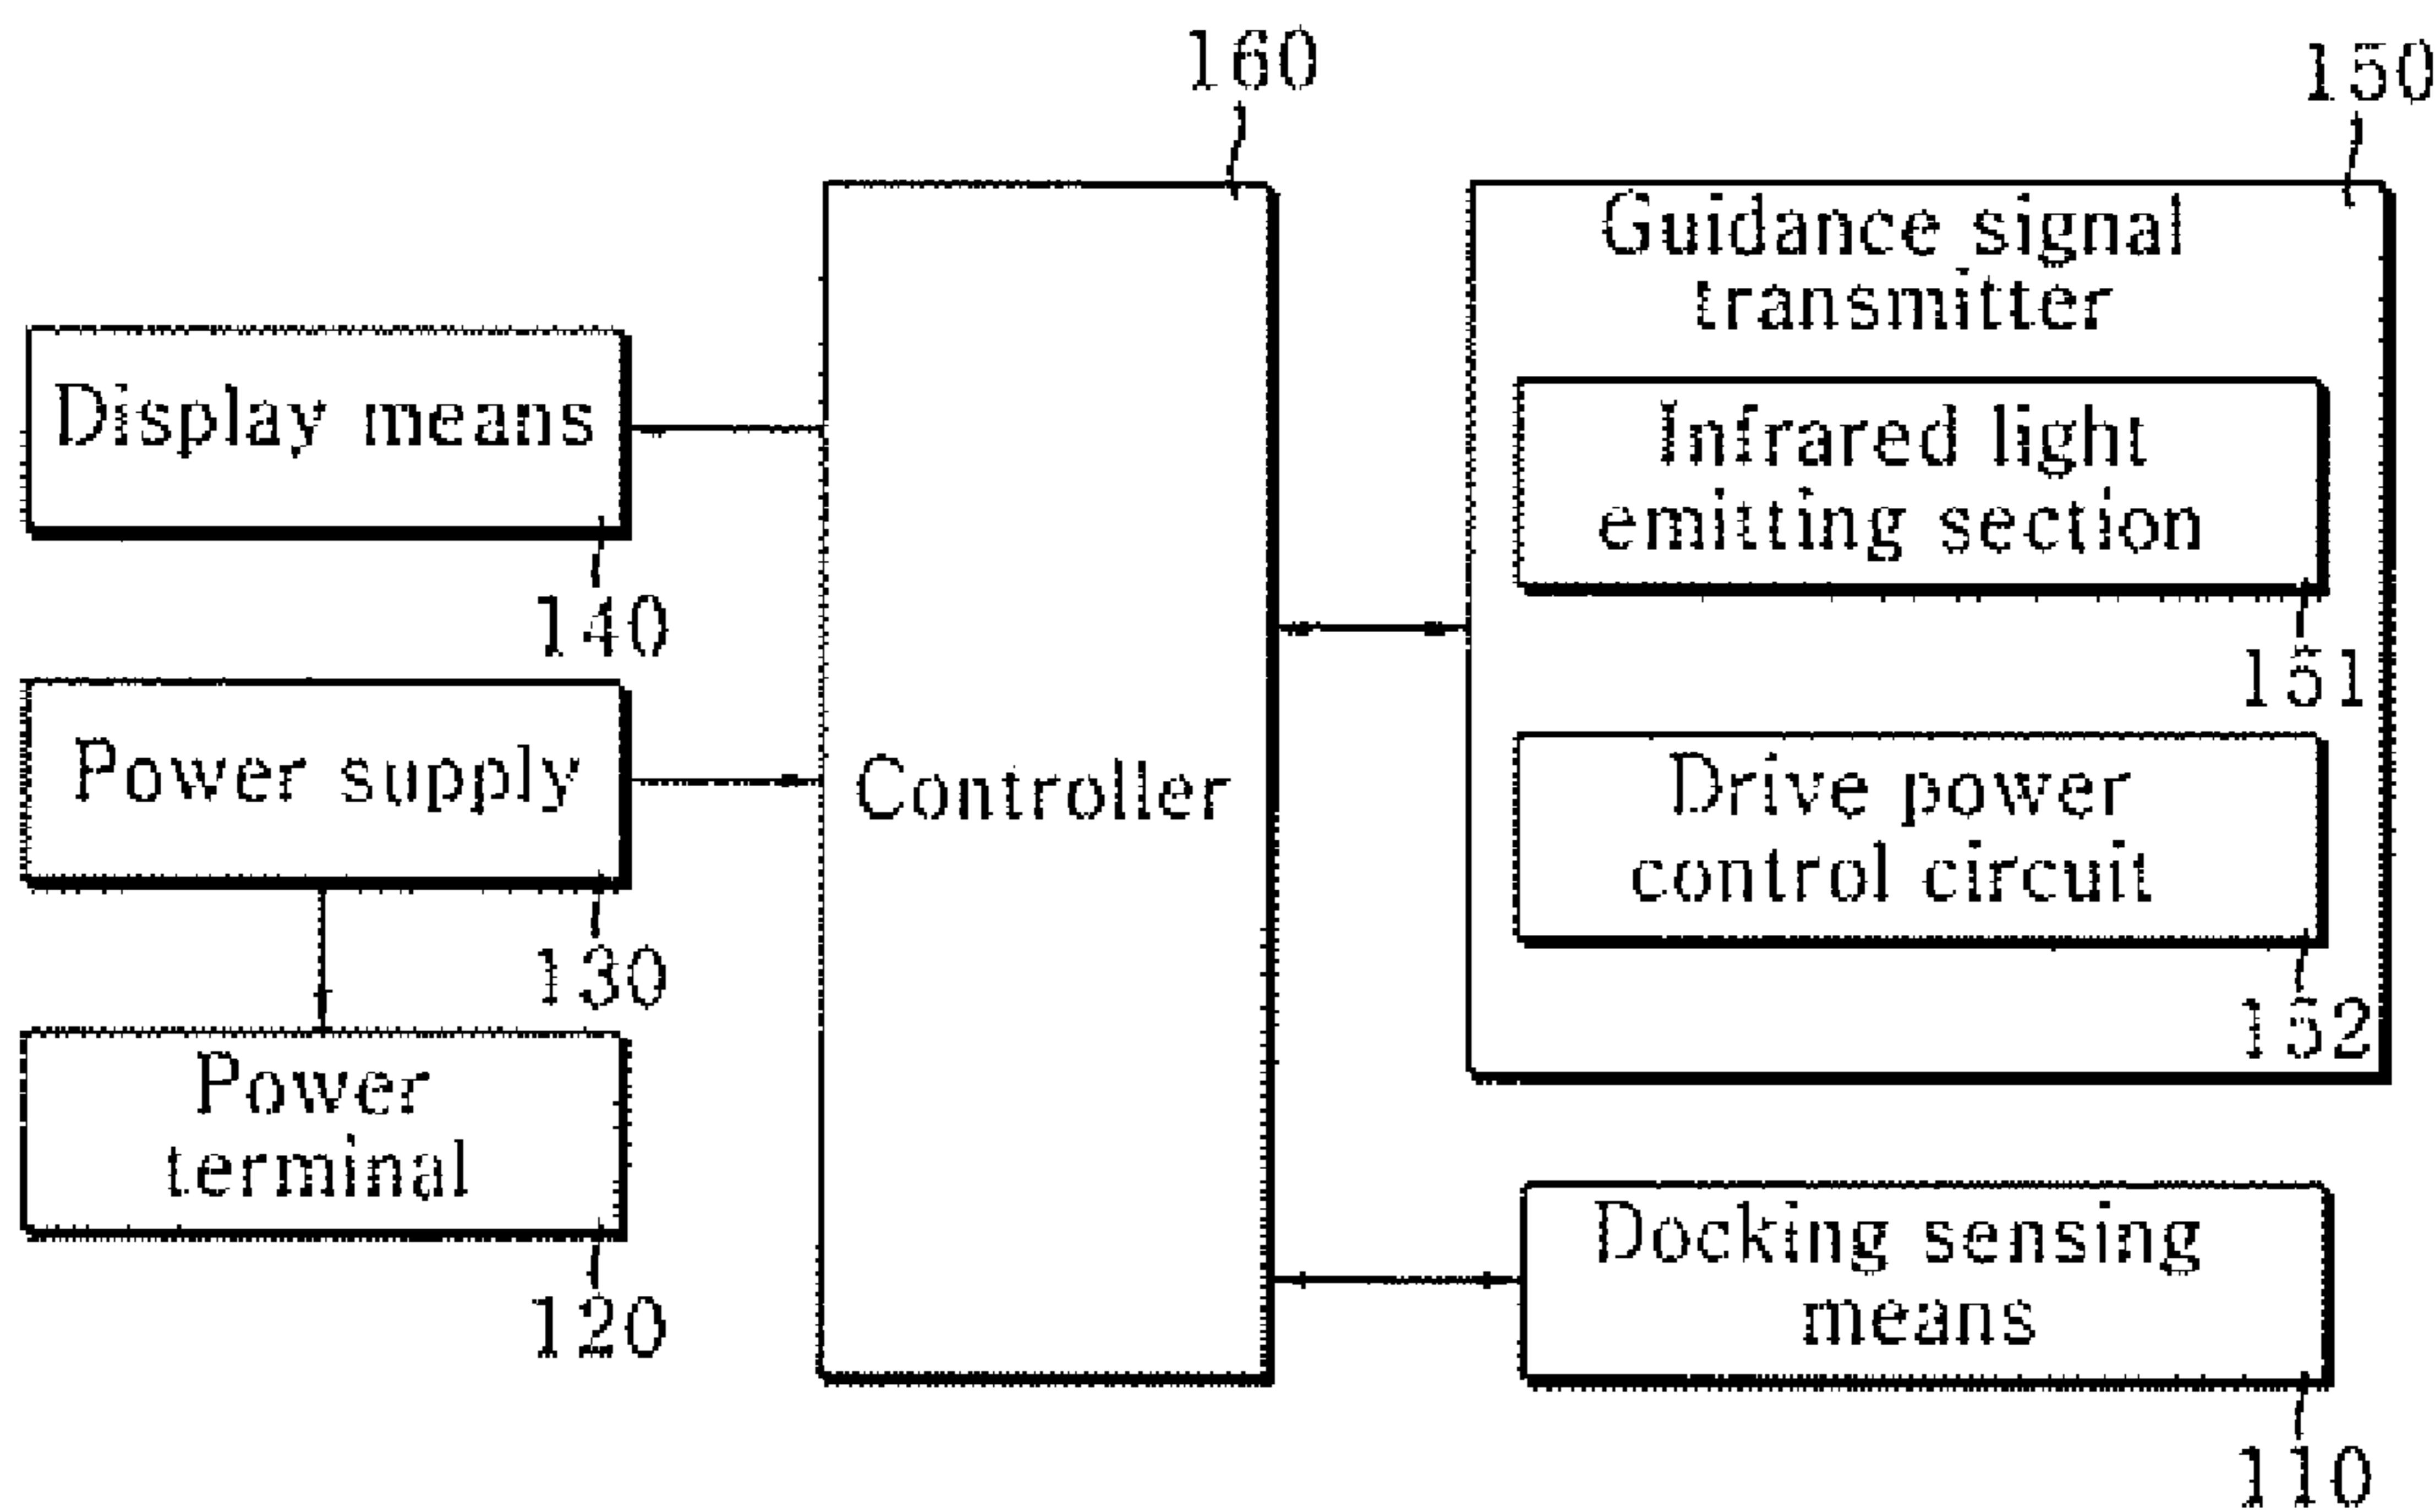 160
150
Guidance signal
transmitter
Display means
Infrared light
emitting section
140
151
Power supply
Controller
Drive power
control circuit
130
152
Power
terminal
120
Docking sensing
means
110